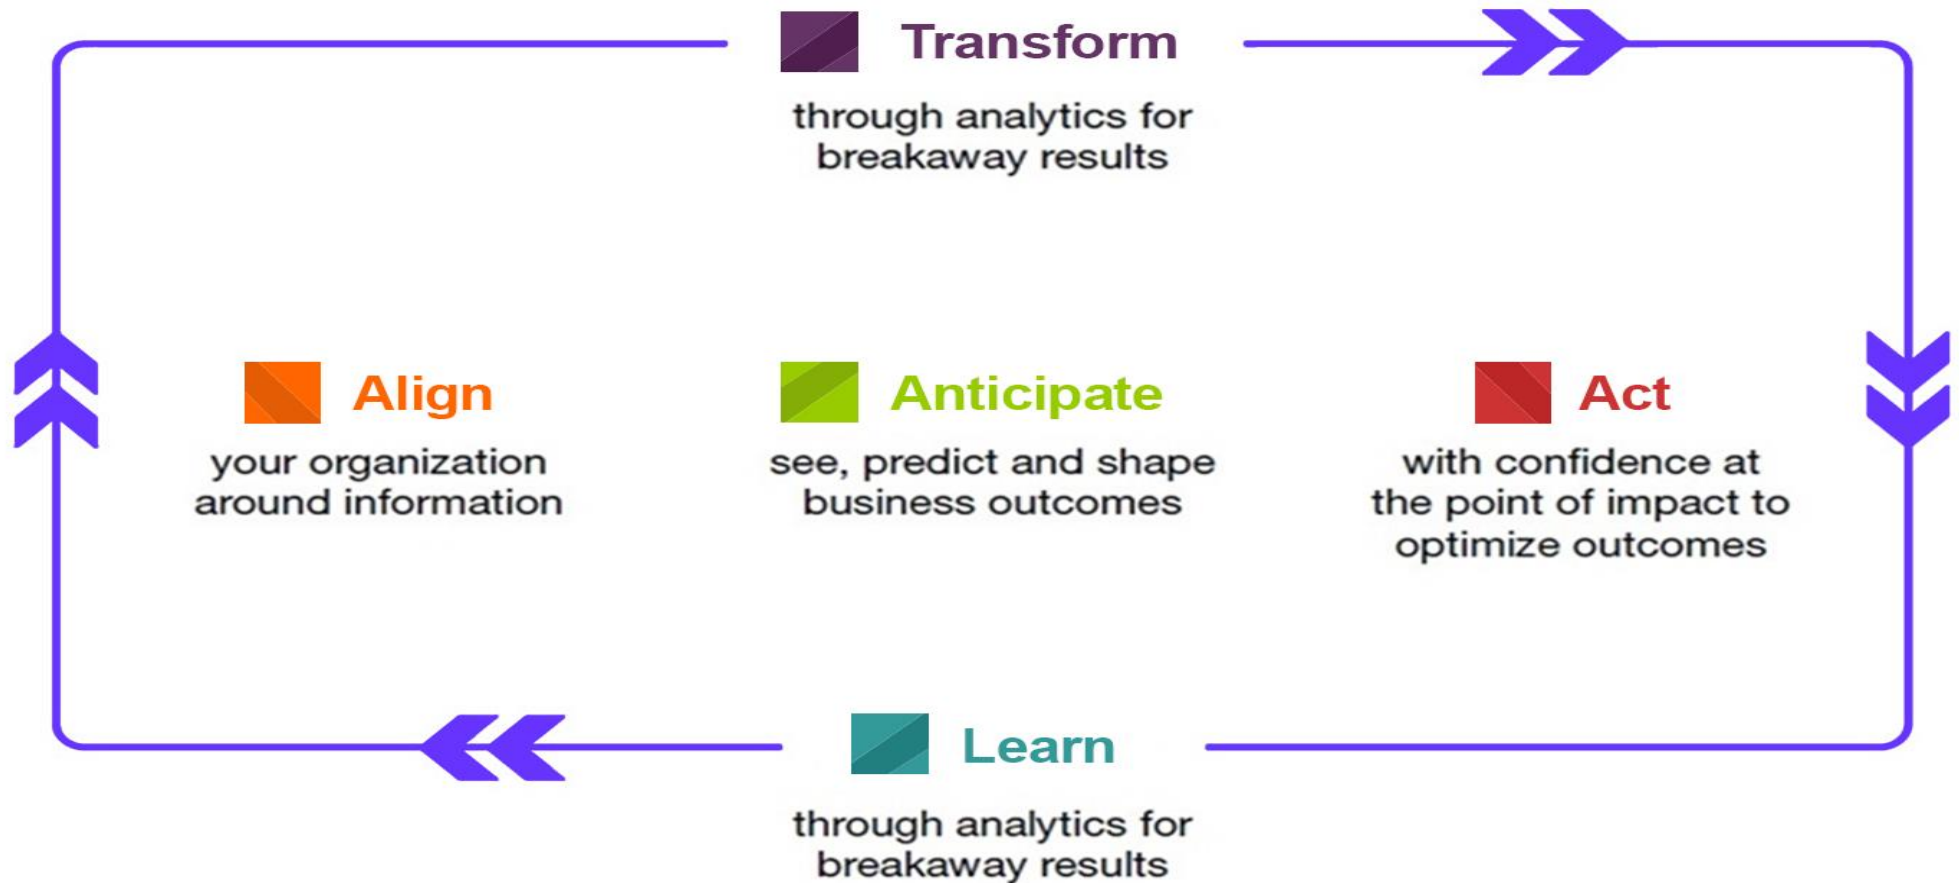 Transform
through analytics for
breakaway results
Align
your organization
around information
Anticipate
see, predict and shape
business outcomes
Act
with confidence at
the point of impact to
optimize outcomes
Learn
through analytics for
breakaway results